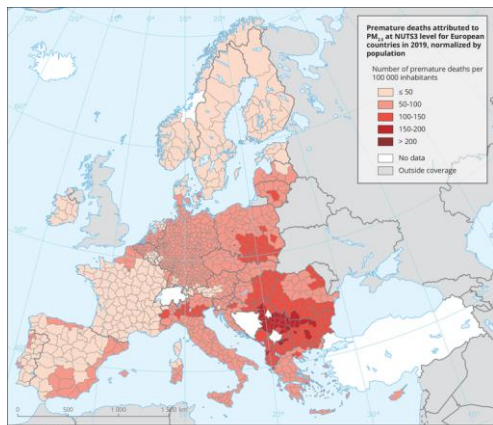 Premature deaths attributed to
PM2.5 at NUTS3 level for European
countries in 2019, normalized by
population
Number of premature deaths per
100 000 inhabitants
≤ 50
50-100
100-150
150-200
> 200
No data
Outside coverage
0 500 1 000 1 500 km